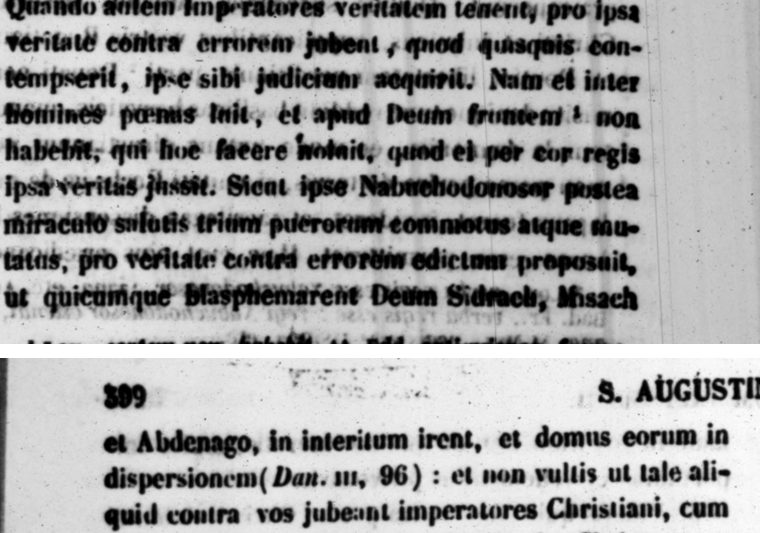 Quando autem Imperatores veritatem tenent, pro ipsa
veritate contra errorem jubent, quod quisquis con-
tempserit, ipse sibi judicium acquirit. Nam et inter
homines pœnas luit, et apud Deum frontem non
habebit, qui hoc facere noluit, quod ei per cor regis
ipsa veritas jussit. Sicut ipse Nabuchodonosor postea
miraculo salutis trium puerorum commotus atque mu-
tatus, pro veritate contra errorem edictum proposuit,
ut quicumque blasphemarent Deum Sidrach, Misach
399 S. AUGUSTIN
et Abdenago, in interitum irent, et domus eorum in
dispersionem (Dan. III, 96) : et non vultis ut tale ali-
quid contra vos jubeant imperatores Christiani, cum